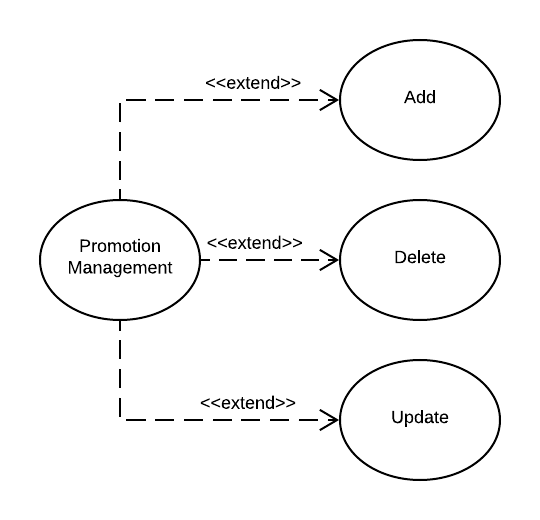 <<extend>>
Add
Promotion
Management
<<extend>>
Delete
<<extend>>
Update